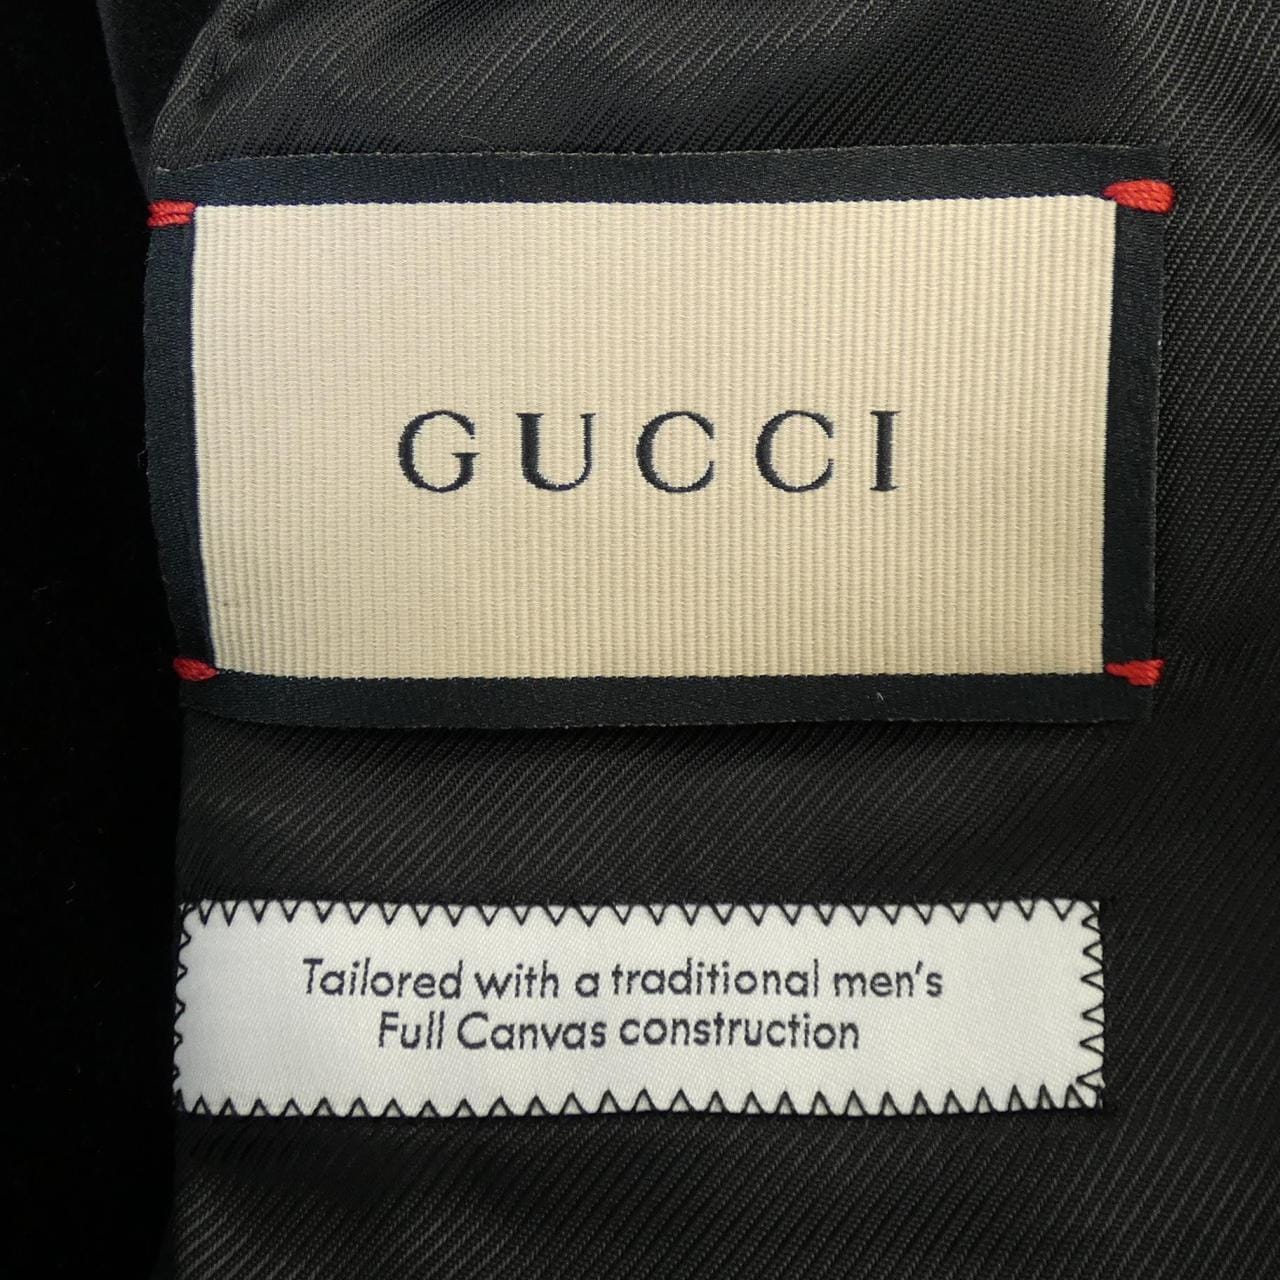 GUCCI
Tailored with a traditional men's
Full Canvas construction